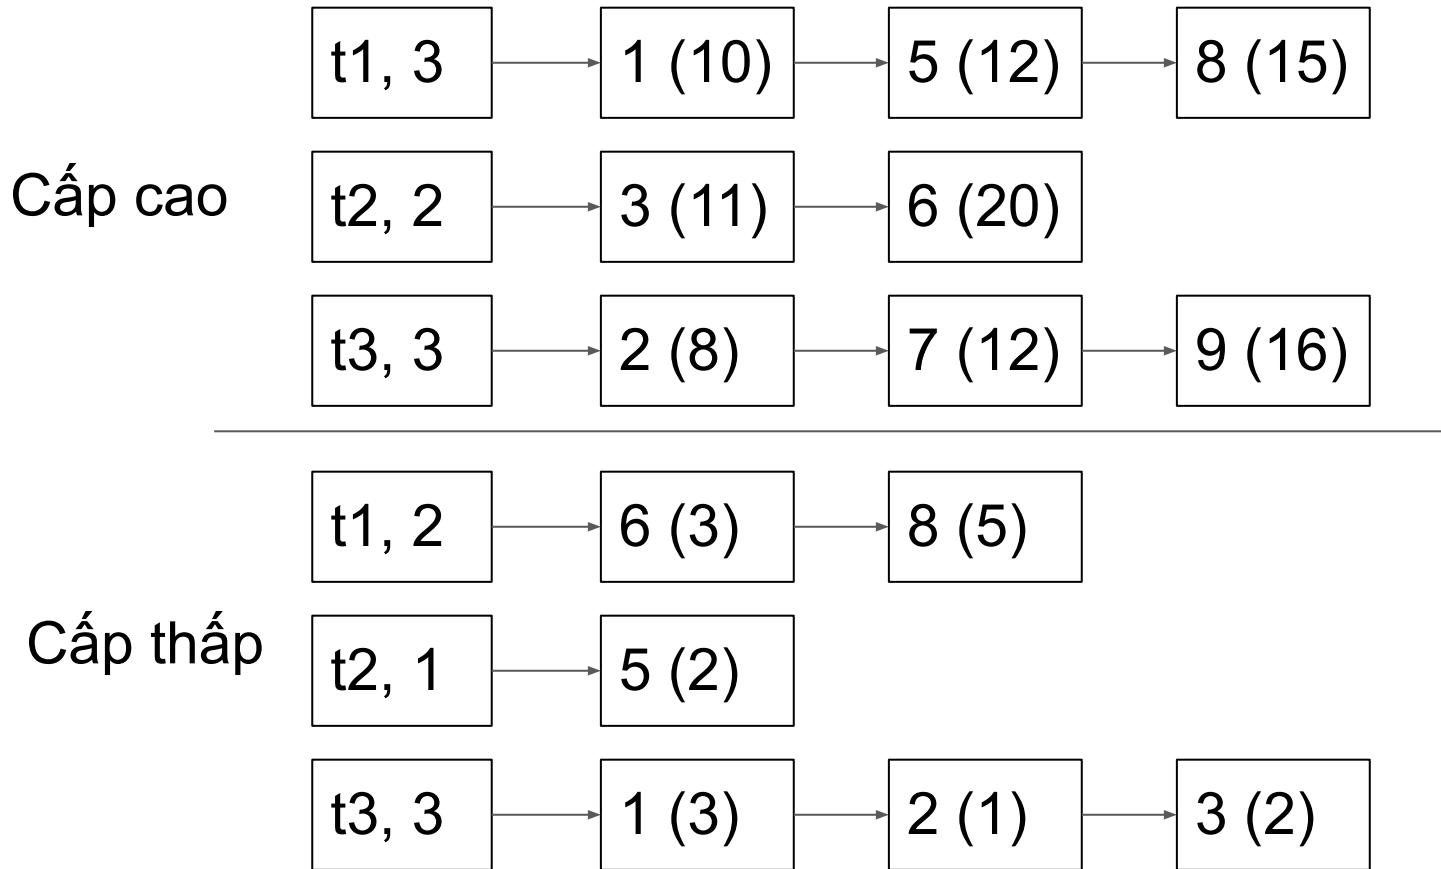 t1, 3 1 (10) 5 (12) 8 (15)
Cấp cao t2, 2 3 (11) 6 (20)
t3, 3 2 (8) 7 (12) 9 (16)
t1, 2 6 (3) 8 (5)
Cấp thấp t2, 1 5 (2)
t3, 3 1 (3) 2 (1) 3 (2)